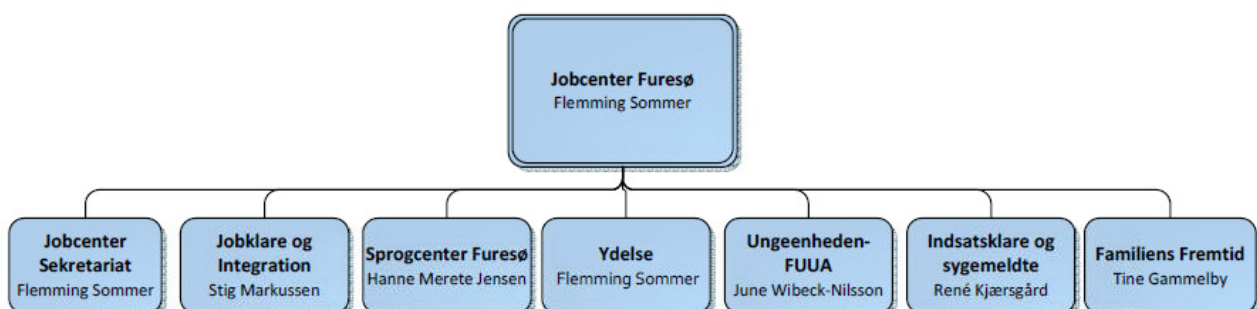 Jobcenter Furesø
Flemming Sommer
Jobcenter
Sekretariat
Flemming Sommer
Jobklare og
Integration
Stig Markussen
Sprogcenter Furesø
Hanne Merete Jensen
Ydelse
Flemming Sommer
Ungeenheden-
FUUA
June Wibeck-Nilsson
Indsatsklare og
sygemeldte
René Kjærsgård
Familiens Fremtid
Tine Gammelby